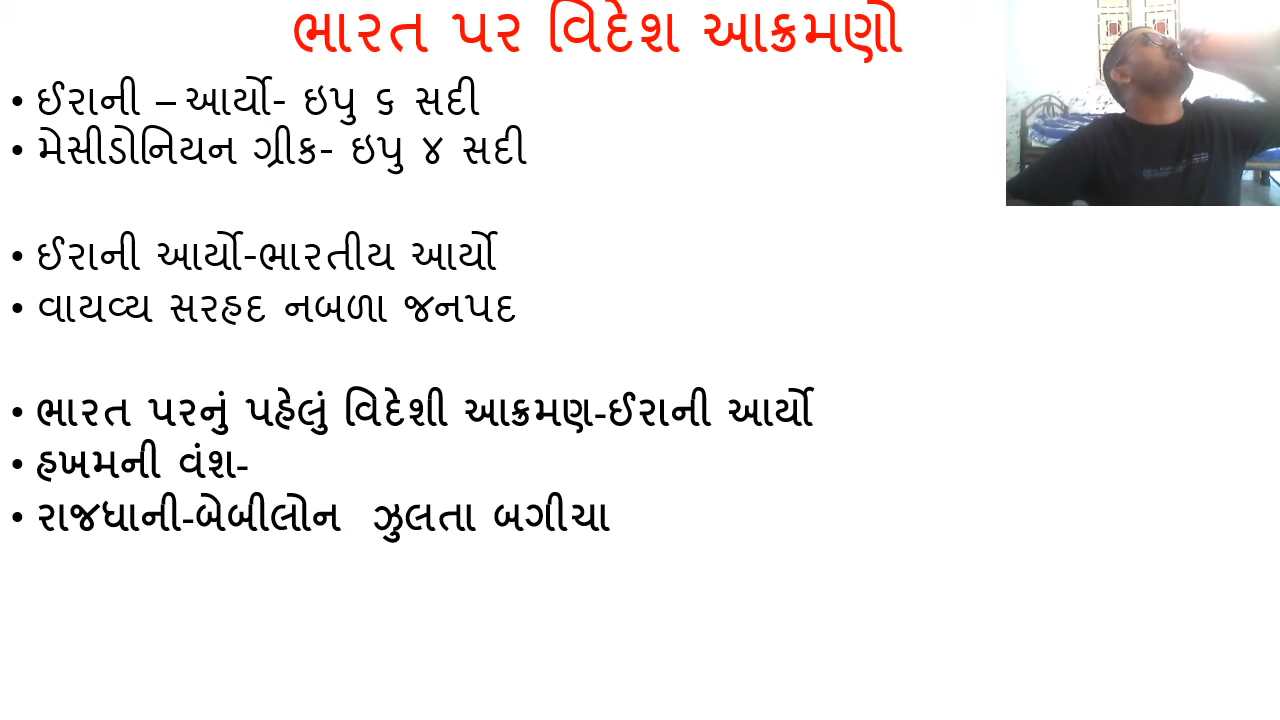 ભારત પર વિદેશ આક્રમણો
• ઈરાની – આર્યો- ઇપુ ૬ સદી
• મેસીડોનિયન ગ્રીક- ઇપુ ૪ સદી
• ઈરાની આર્યો-ભારતીય આર્યો
• વાયવ્ય સરહદ નબળા જનપદ
• ભારત પરનું પહેલું વિદેશી આક્રમણ-ઈરાની આર્યો
• હખમની વંશ-
• રાજધાની-બેબીલોન ઝુલતા બગીચા